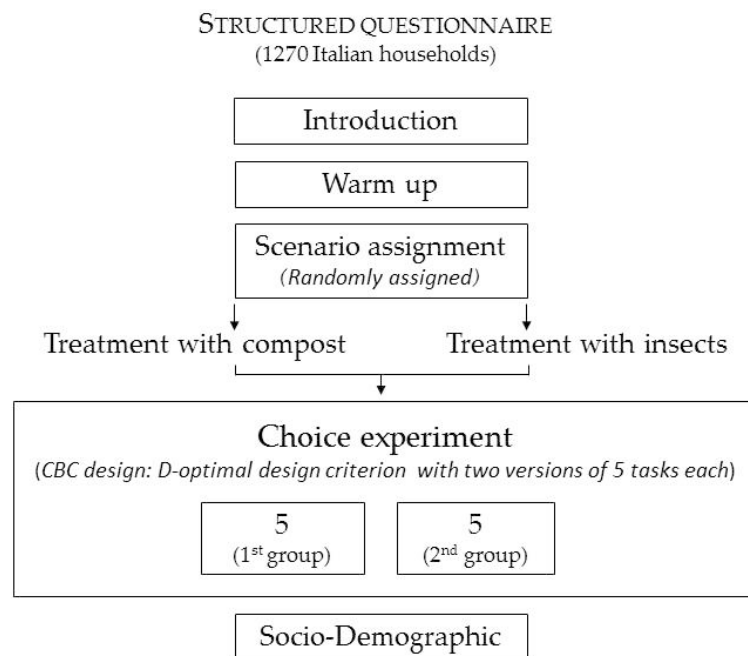 STRUCTURED QUESTIONNAIRE
(1270 Italian households)
Introduction
Warm up
Scenario assignment
(Randomly assigned)
Treatment with compost
Treatment with insects
Choice experiment
(CBC design: D-optimal design criterion with two versions of 5 tasks each)
5
(1st group)
5
(2nd group)
Socio-Demographic